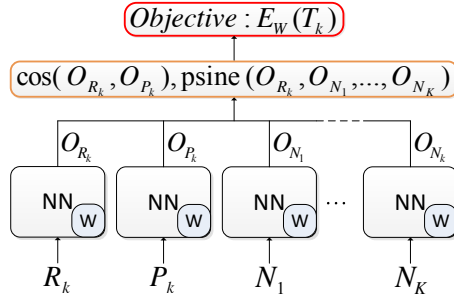 Objective : E_W(T_k)
cos(O_{R_k}, O_{P_k}), psine(O_{R_k}, O_{N_1}, ..., O_{N_K})
O_{R_k} O_{P_k} O_{N_1} O_{N_k}
NN W NN W NN W ... NN W
R_k P_k N_1 N_K